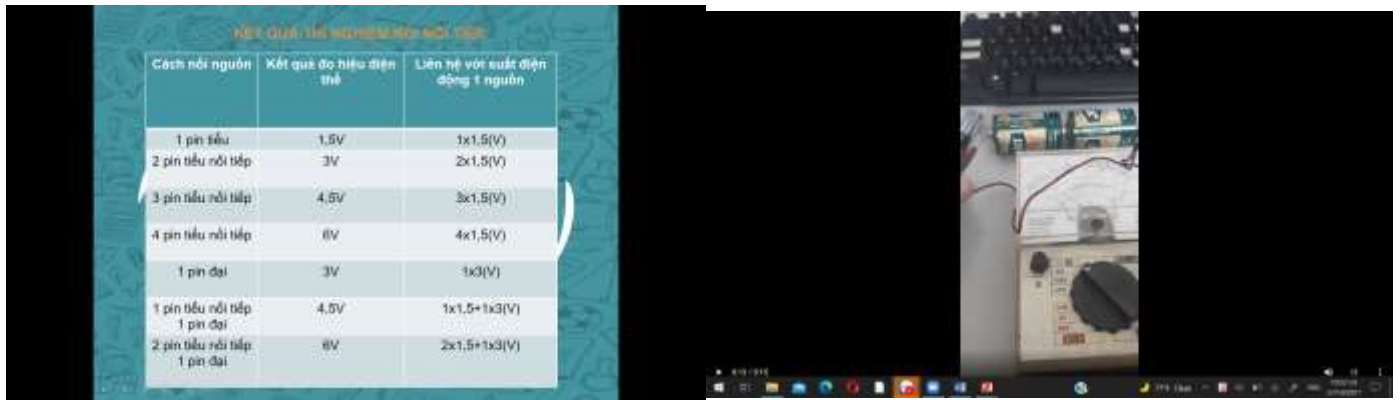 KẾT QUẢ THÍ NGHIỆM KHI NỐI TIẾP
Cách nối nguồn
Kết quả đo hiệu điện
thế
Liên hệ với suất điện
động 1 nguồn
1 pin tiểu
1,5V
1x1,5(V)
2 pin tiểu nối tiếp
3V
2x1,5(V)
3 pin tiểu nối tiếp
4,5V
3x1,5(V)
4 pin tiểu nối tiếp
6V
4x1,5(V)
1 pin đại
3V
1x3(V)
1 pin tiểu nối tiếp
1 pin đại
4,5V
1x1,5+1x3(V)
2 pin tiểu nối tiếp
1 pin đại
6V
2x1,5+1x3(V)